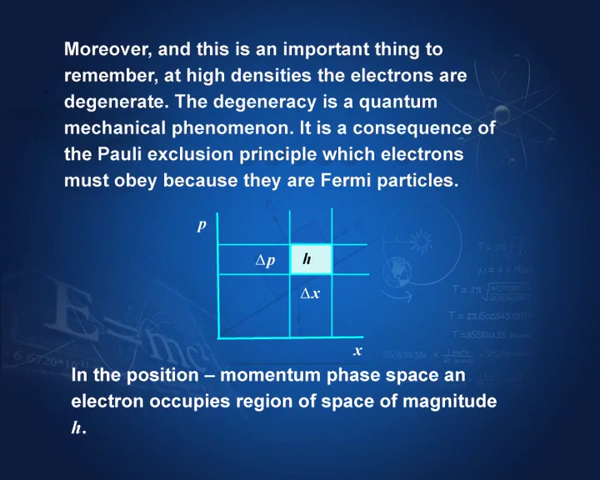 Moreover, and this is an important thing to
remember, at high densities the electrons are
degenerate. The degeneracy is a quantum
mechanical phenomenon. It is a consequence of
the Pauli exclusion principle which electrons
must obey because they are Fermi particles.
p
Δp
h
Δx
x
E=mc²
In the position – momentum phase space an
electron occupies region of space of magnitude
h.